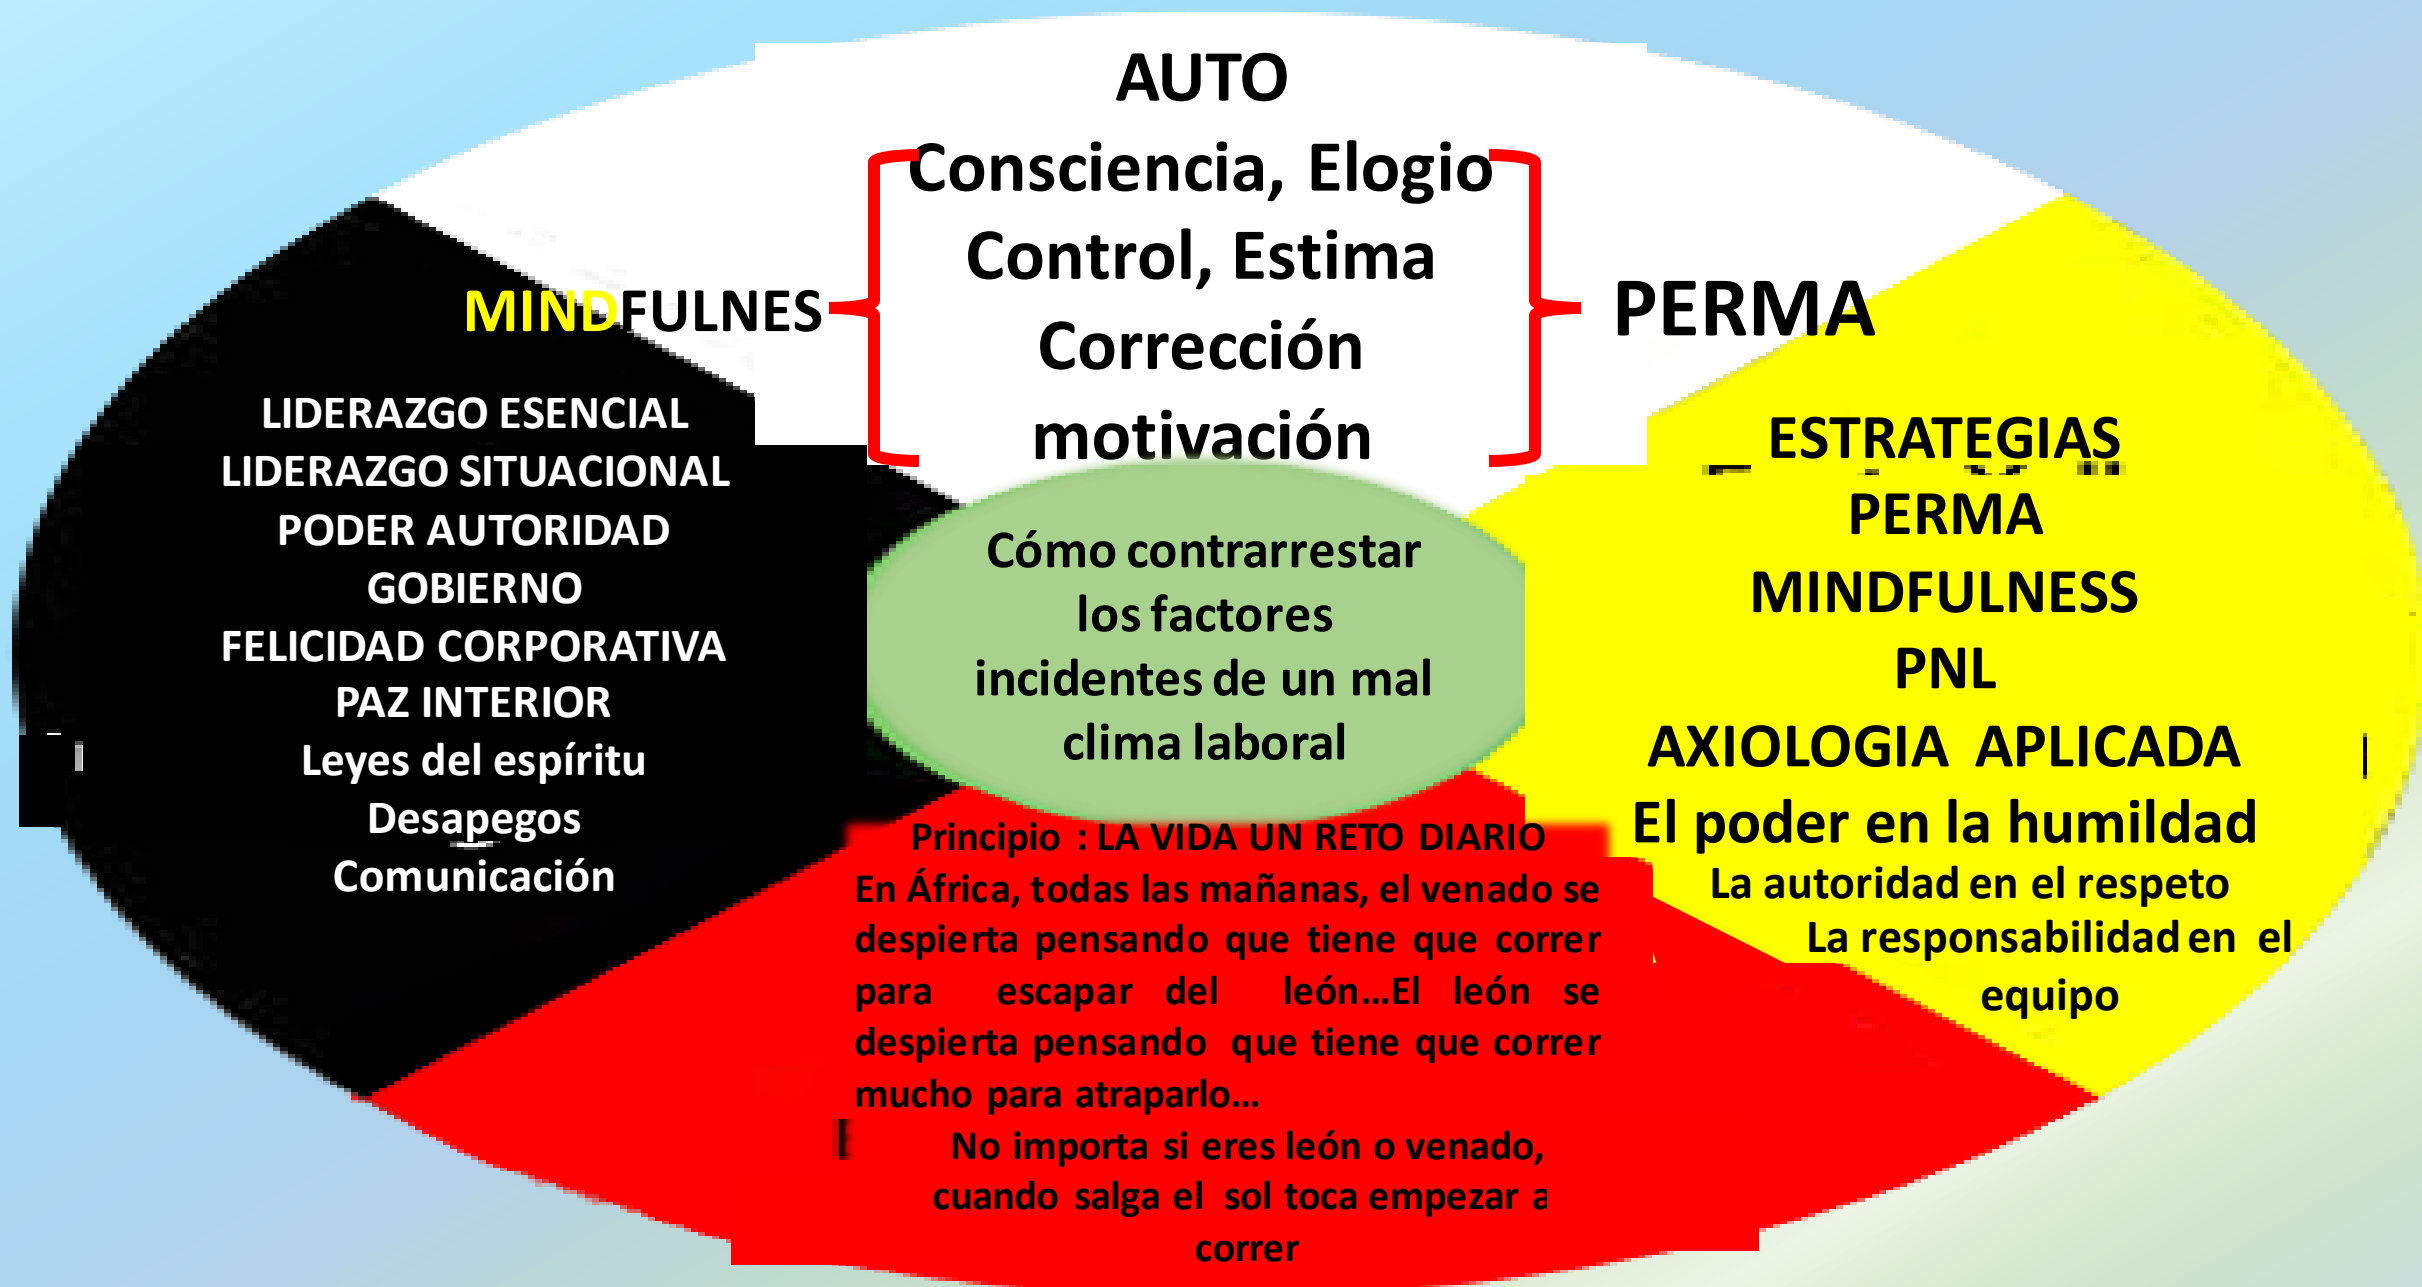 AUTO
Consciencia, Elogio
Control, Estima
Corrección
motivación
MINDFULNES
PERMA
LIDERAZGO ESENCIAL
LIDERAZGO SITUACIONAL
PODER AUTORIDAD
GOBIERNO
FELICIDAD CORPORATIVA
PAZ INTERIOR
Leyes del espíritu
Desapegos
Comunicación
Cómo contrarrestar
los factores
incidentes de un mal
clima laboral
ESTRATEGIAS
PERMA
MINDFULNESS
PNL
AXIOLOGIA APLICADA
El poder en la humildad
La autoridad en el respeto
La responsabilidad en el
equipo
Principio : LA VIDA UN RETO DIARIO
En África, todas las mañanas, el venado se
despierta pensando que tiene que correr
para escapar del león...El león se
despierta pensando que tiene que correr
mucho para atraparlo...
No importa si eres león o venado,
cuando salga el sol toca empezar a
correr